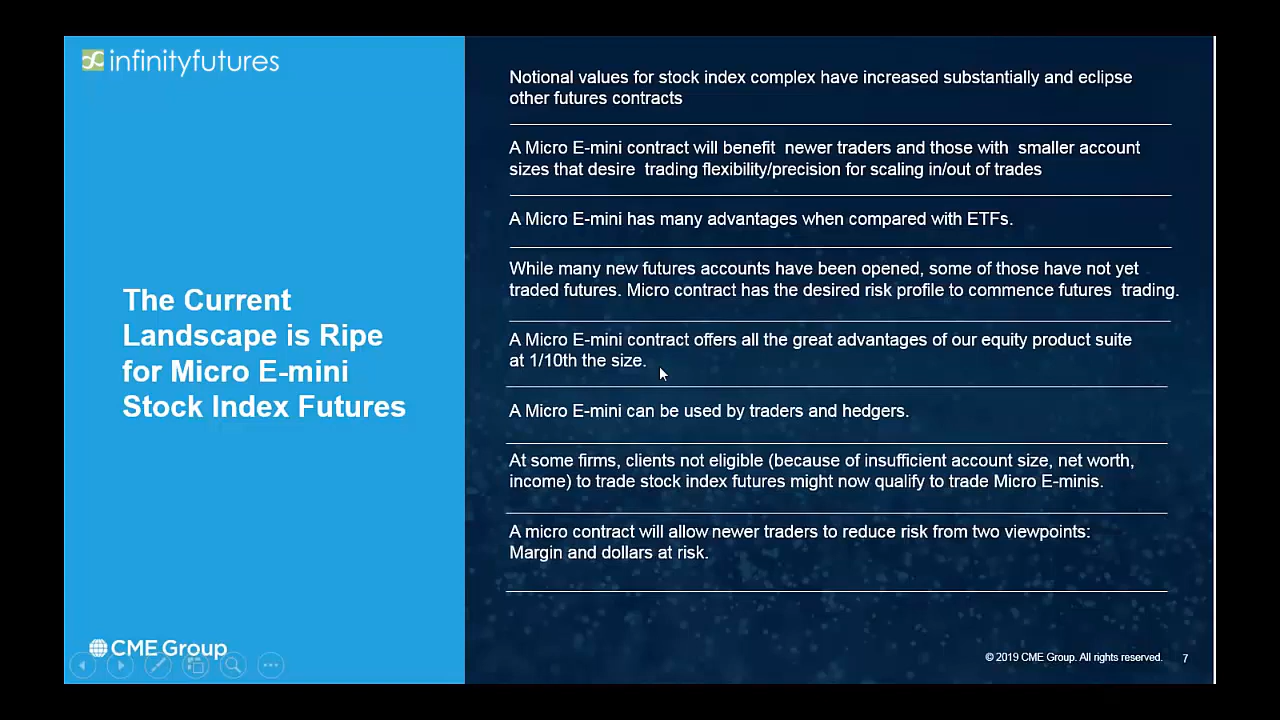 infinityfutures
The Current
Landscape is Ripe
for Micro E-mini
Stock Index Futures
CME Group
Notional values for stock index complex have increased substantially and eclipse
other futures contracts
A Micro E-mini contract will benefit  newer traders and those with  smaller account
sizes that desire  trading flexibility/precision for scaling in/out of trades
A Micro E-mini has many advantages when compared with ETFs.
While many new futures accounts have been opened, some of those have not yet
traded futures. Micro contract has the desired risk profile to commence futures  trading.
A Micro E-mini contract offers all the great advantages of our equity product suite
at 1/10th the size.
A Micro E-mini can be used by traders and hedgers.
At some firms, clients not eligible (because of insufficient account size, net worth,
income) to trade stock index futures might now qualify to trade Micro E-minis.
A micro contract will allow newer traders to reduce risk from two viewpoints:
Margin and dollars at risk.
© 2019 CME Group. All rights reserved. 7